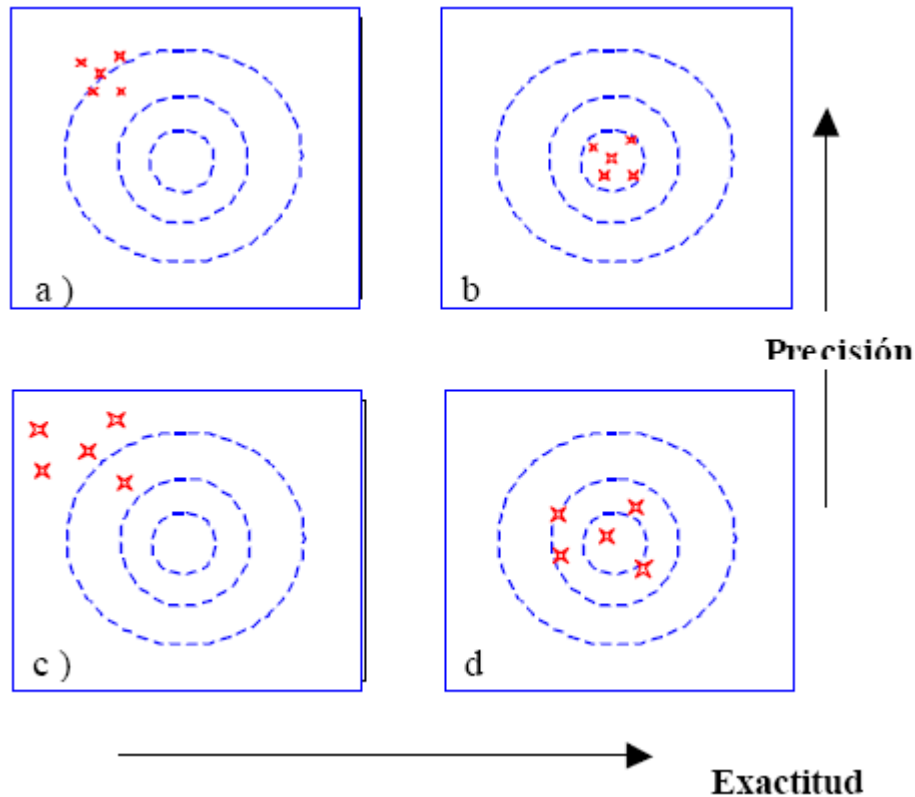 a )
b
Precisión
c )
d
Exactitud